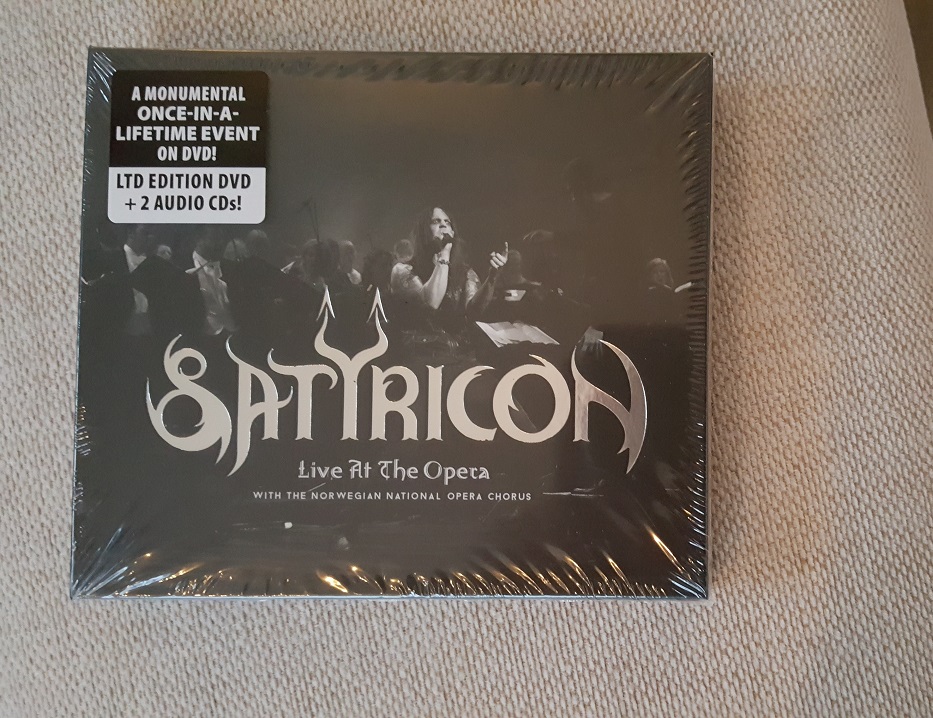 A MONUMENTAL
ONCE-IN-A-
LIFETIME EVENT
ON DVD!
LTD EDITION DVD
+ 2 AUDIO CDs!
SATYRICON
Live At The Opera
WITH THE NORWEGIAN NATIONAL OPERA CHORUS